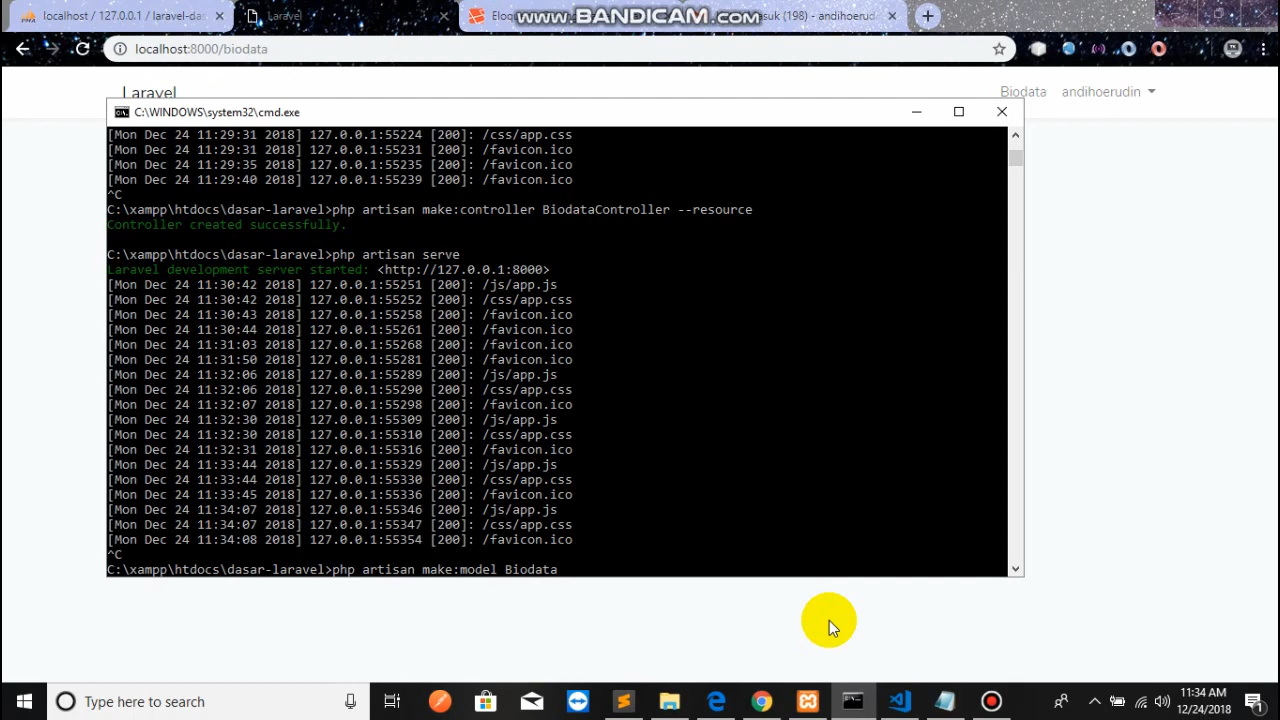 localhost / 127.0.0.1 / laravel-das
Laravel
Eloqu
www.BANDICAM.com
asuk (198) - andihoerudin
localhost:8000/biodata
Laravel
Biodata
andihoerudin
C:\WINDOWS\system32\cmd.exe
[Mon Dec 24 11:29:31 2018] 127.0.0.1:55224 [200]: /css/app.css
[Mon Dec 24 11:29:31 2018] 127.0.0.1:55231 [200]: /favicon.ico
[Mon Dec 24 11:29:35 2018] 127.0.0.1:55235 [200]: /favicon.ico
[Mon Dec 24 11:29:40 2018] 127.0.0.1:55239 [200]: /favicon.ico
^C
C:\xampp\htdocs\dasar-laravel>php artisan make:controller BiodataController --resource
Controller created successfully.
C:\xampp\htdocs\dasar-laravel>php artisan serve
Laravel development server started: <http://127.0.0.1:8000>
[Mon Dec 24 11:30:42 2018] 127.0.0.1:55251 [200]: /js/app.js
[Mon Dec 24 11:30:42 2018] 127.0.0.1:55252 [200]: /css/app.css
[Mon Dec 24 11:30:43 2018] 127.0.0.1:55258 [200]: /favicon.ico
[Mon Dec 24 11:30:44 2018] 127.0.0.1:55261 [200]: /favicon.ico
[Mon Dec 24 11:31:03 2018] 127.0.0.1:55268 [200]: /favicon.ico
[Mon Dec 24 11:31:50 2018] 127.0.0.1:55281 [200]: /favicon.ico
[Mon Dec 24 11:32:06 2018] 127.0.0.1:55289 [200]: /js/app.js
[Mon Dec 24 11:32:06 2018] 127.0.0.1:55290 [200]: /css/app.css
[Mon Dec 24 11:32:07 2018] 127.0.0.1:55298 [200]: /favicon.ico
[Mon Dec 24 11:32:30 2018] 127.0.0.1:55309 [200]: /js/app.js
[Mon Dec 24 11:32:30 2018] 127.0.0.1:55310 [200]: /css/app.css
[Mon Dec 24 11:32:31 2018] 127.0.0.1:55316 [200]: /favicon.ico
[Mon Dec 24 11:33:44 2018] 127.0.0.1:55329 [200]: /js/app.js
[Mon Dec 24 11:33:44 2018] 127.0.0.1:55330 [200]: /css/app.css
[Mon Dec 24 11:33:45 2018] 127.0.0.1:55336 [200]: /favicon.ico
[Mon Dec 24 11:34:07 2018] 127.0.0.1:55346 [200]: /js/app.js
[Mon Dec 24 11:34:07 2018] 127.0.0.1:55347 [200]: /css/app.css
[Mon Dec 24 11:34:08 2018] 127.0.0.1:55354 [200]: /favicon.ico
^C
C:\xampp\htdocs\dasar-laravel>php artisan make:model Biodata
Type here to search
11:34 AM
12/24/2018